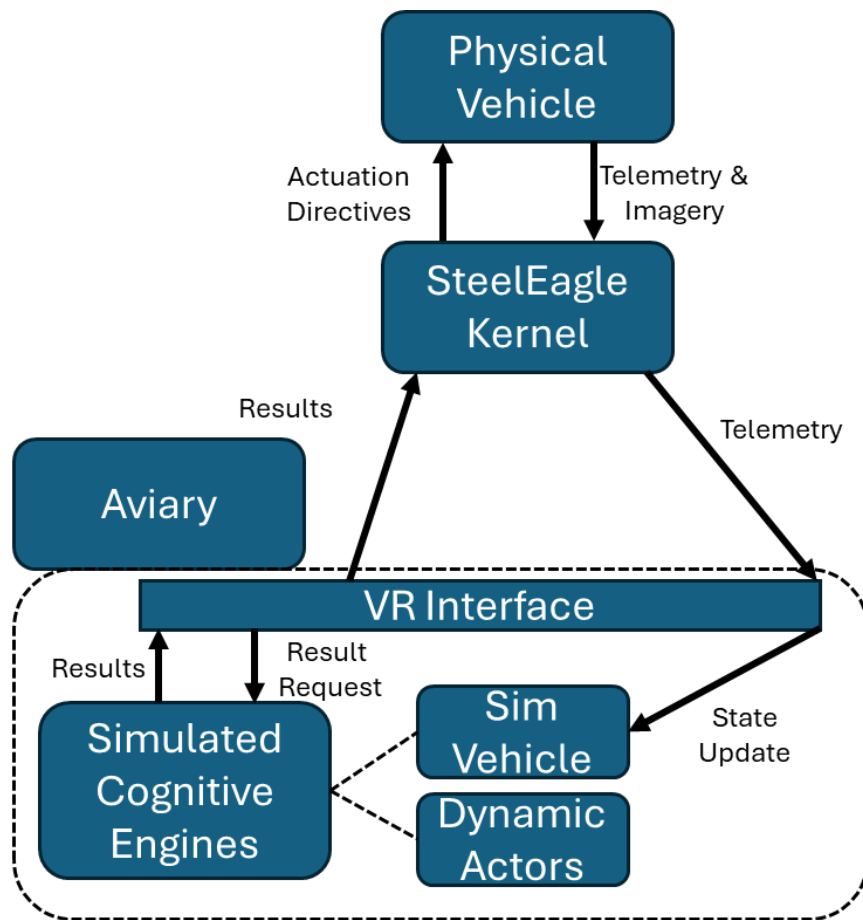 Physical
Vehicle
Actuation
Directives
Telemetry &
Imagery
SteelEagle
Kernel
Results
Telemetry
Aviary
VR Interface
Results
Result
Request
Simulated
Cognitive
Engines
Sim
Vehicle
State
Update
Dynamic
Actors